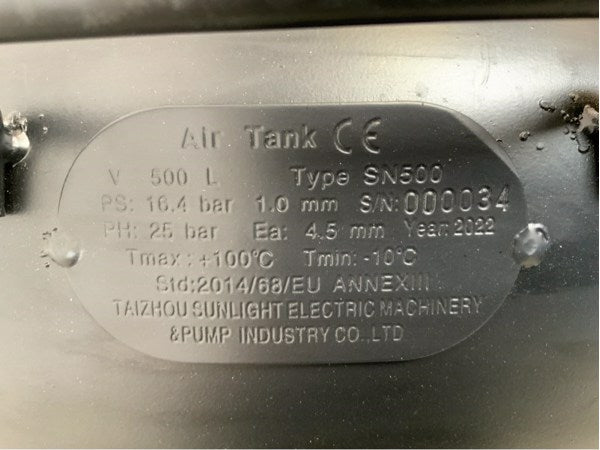 Air Tank CE
V 500 L Type SN500
PS: 16.4 bar 1.0 mm S/N: 000034
PH: 25 bar Ea: 4.5 mm Year: 2022
Tmax: +100°C Tmin: -10°C
Std:2014/68/EU ANNEXIII
TAIZHOU SUNLIGHT ELECTRIC MACHINERY
&PUMP INDUSTRY CO.,LTD